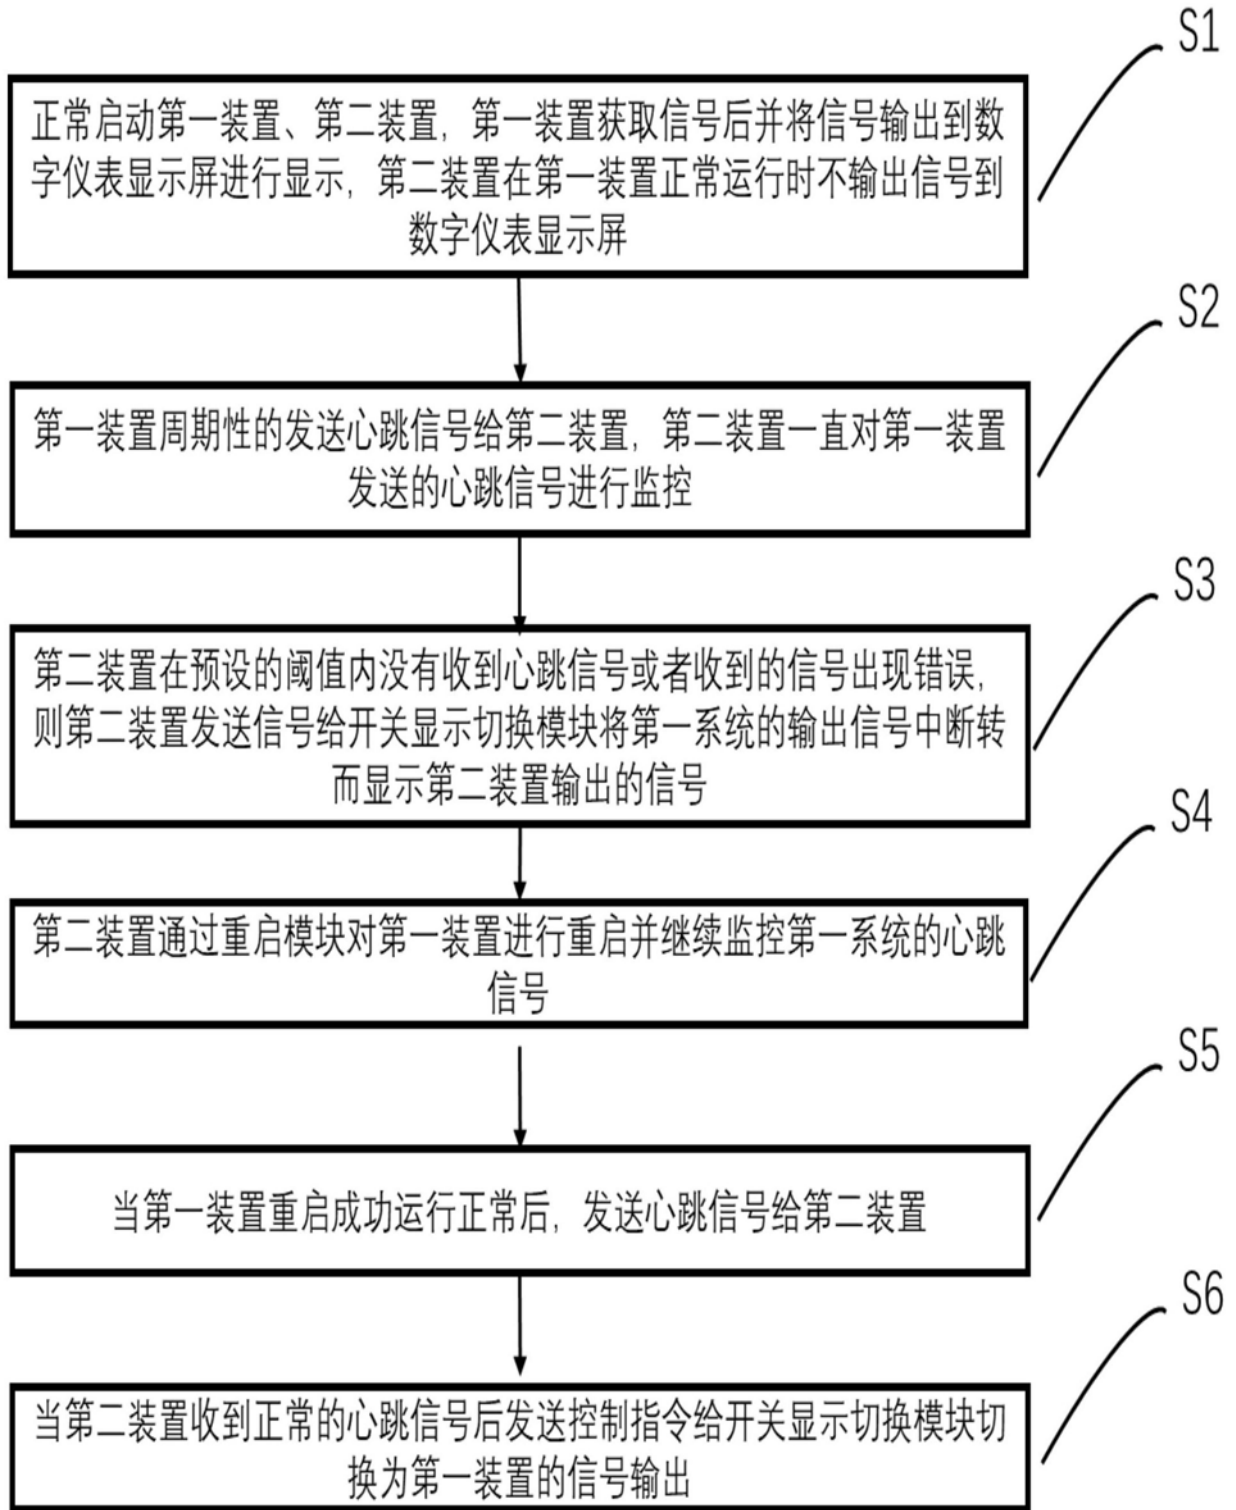 S1
正常启动第一装置、第二装置，第一装置获取信号后并将信号输出到数
字仪表显示屏进行显示，第二装置在第一装置正常运行时不输出信号到
数字仪表显示屏
S2
第一装置周期性的发送心跳信号给第二装置，第二装置一直对第一装置
发送的心跳信号进行监控
S3
第二装置在预设的阈值内没有收到心跳信号或者收到的信号出现错误，
则第二装置发送信号给开关显示切换模块将第一系统的输出信号中断转
而显示第二装置输出的信号
S4
第二装置通过重启模块对第一装置进行重启并继续监控第一系统的心跳
信号
S5
当第一装置重启成功运行正常后，发送心跳信号给第二装置
S6
当第二装置收到正常的心跳信号后发送控制指令给开关显示切换模块切
换为第一装置的信号输出